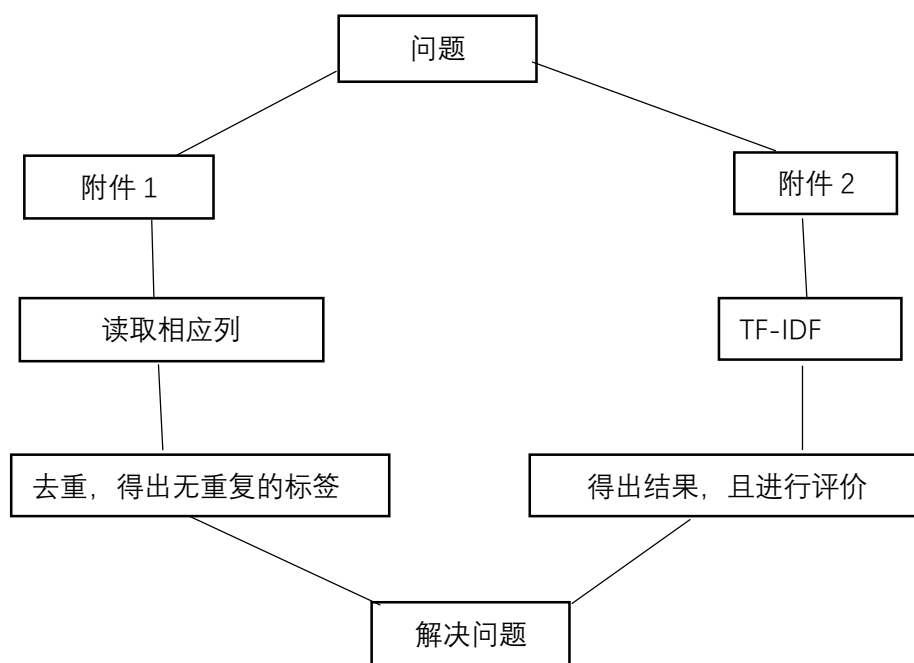 问题
附件 1
附件 2
读取相应列
TF-IDF
去重，得出无重复的标签
得出结果，且进行评价
解决问题